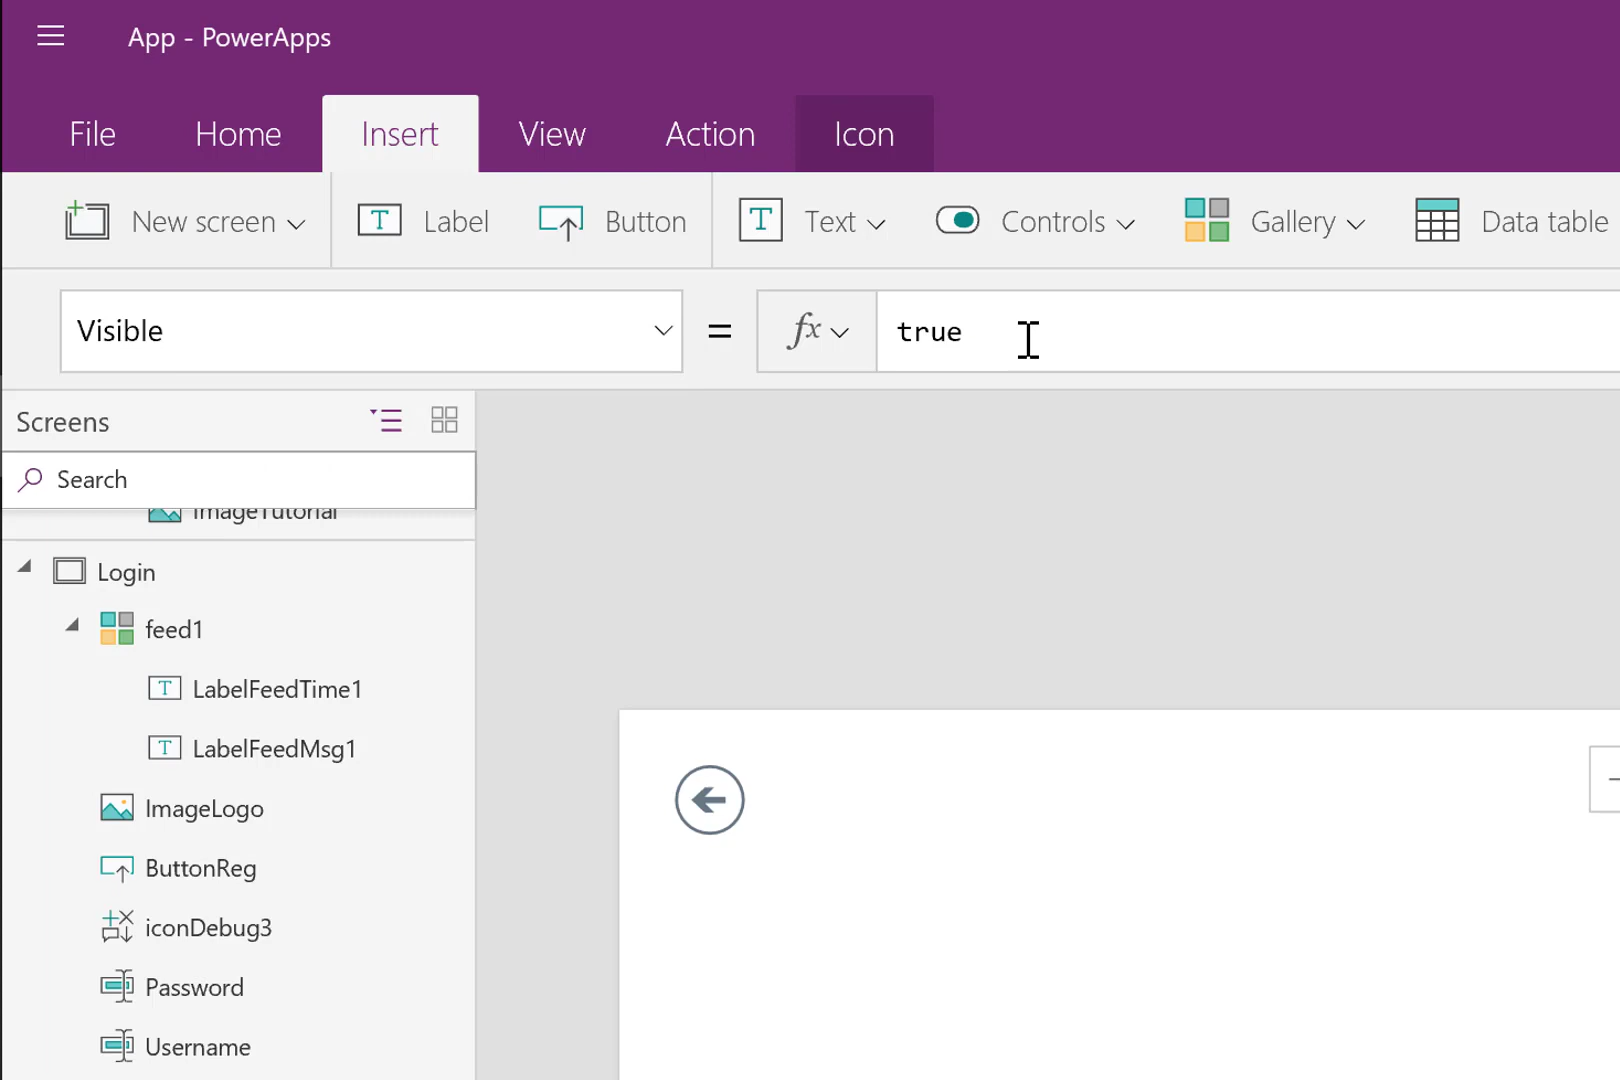 App - PowerApps
File Home Insert View Action Icon
New screen Label Button Text Controls Gallery Data table
Visible = fx true
Screens
Search
ImageTutorial
Login
feed1
LabelFeedTime1
LabelFeedMsg1
ImageLogo
ButtonReg
iconDebug3
Password
Username